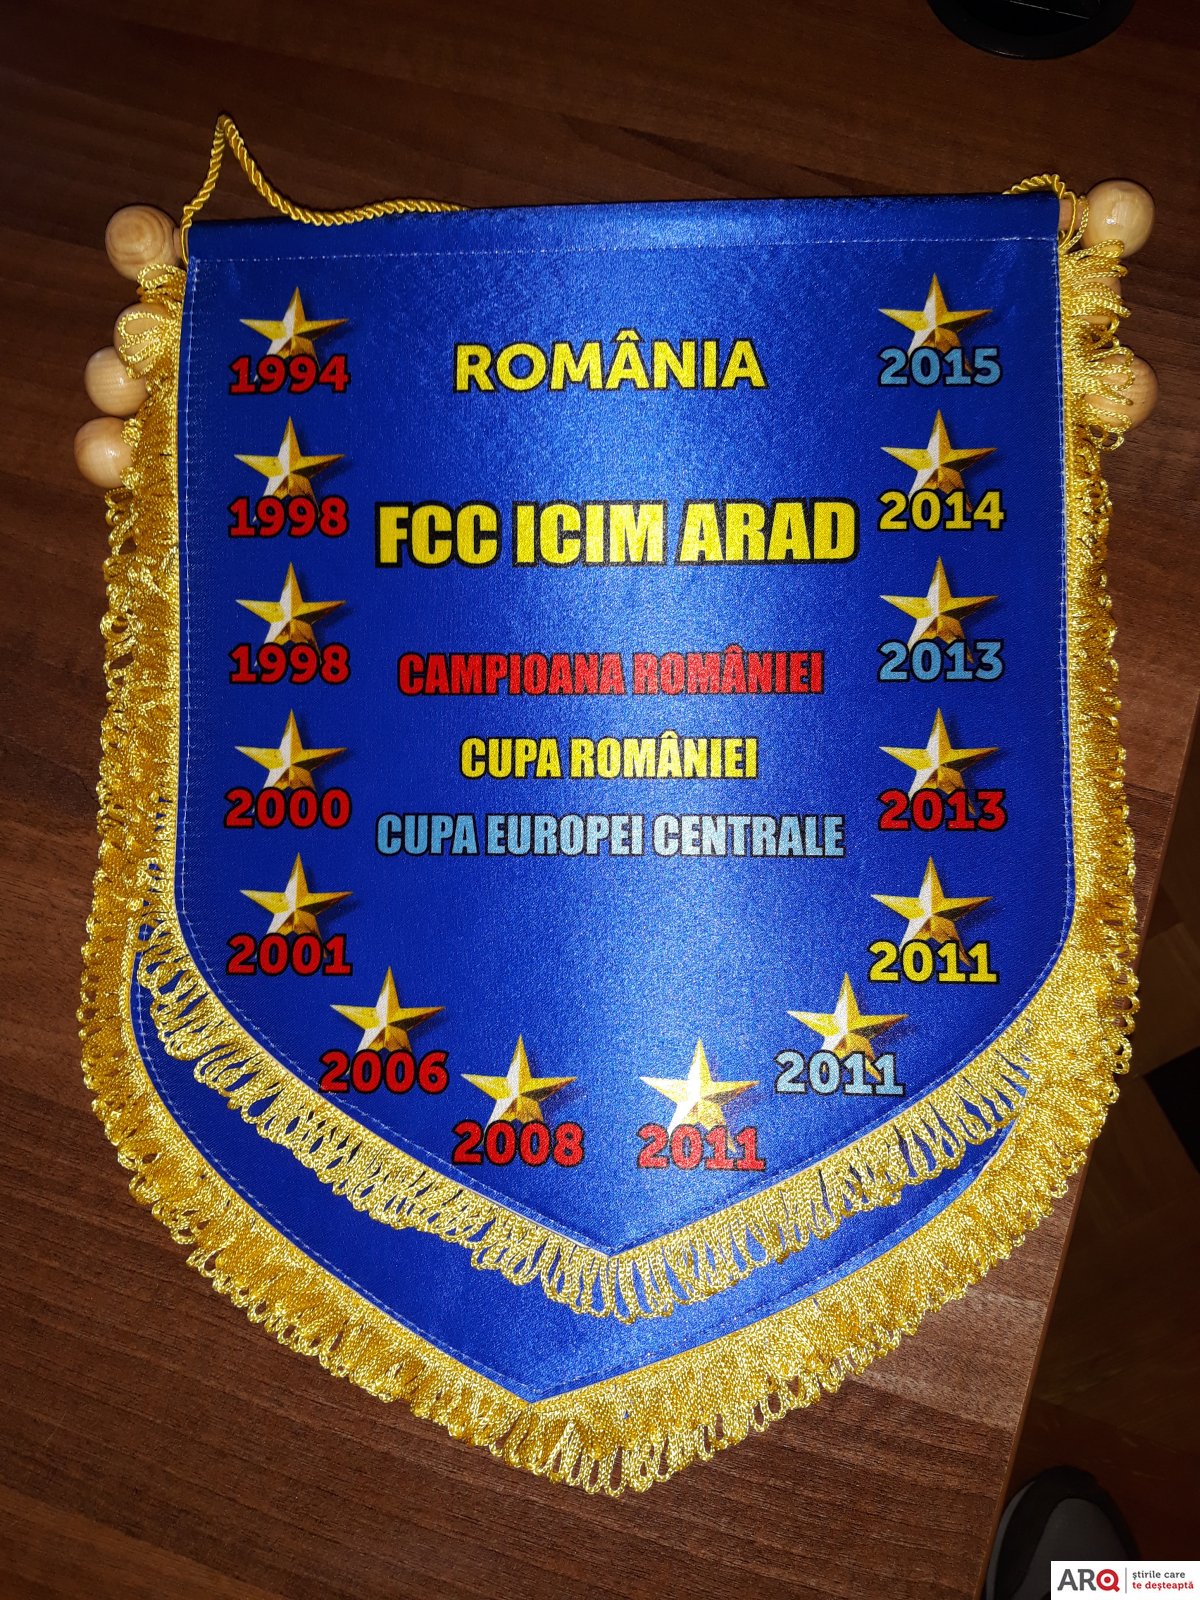 ROMÂNIA
FCC ICIM ARAD
CAMPIOANA ROMÂNIEI
CUPA ROMÂNIEI
CUPA EUROPEI CENTRALE
1994
1998
1998
2000
2001
2006
2008
2011
2011
2011
2013
2013
2014
2015
ARQ
știrile care
te deșteaptă